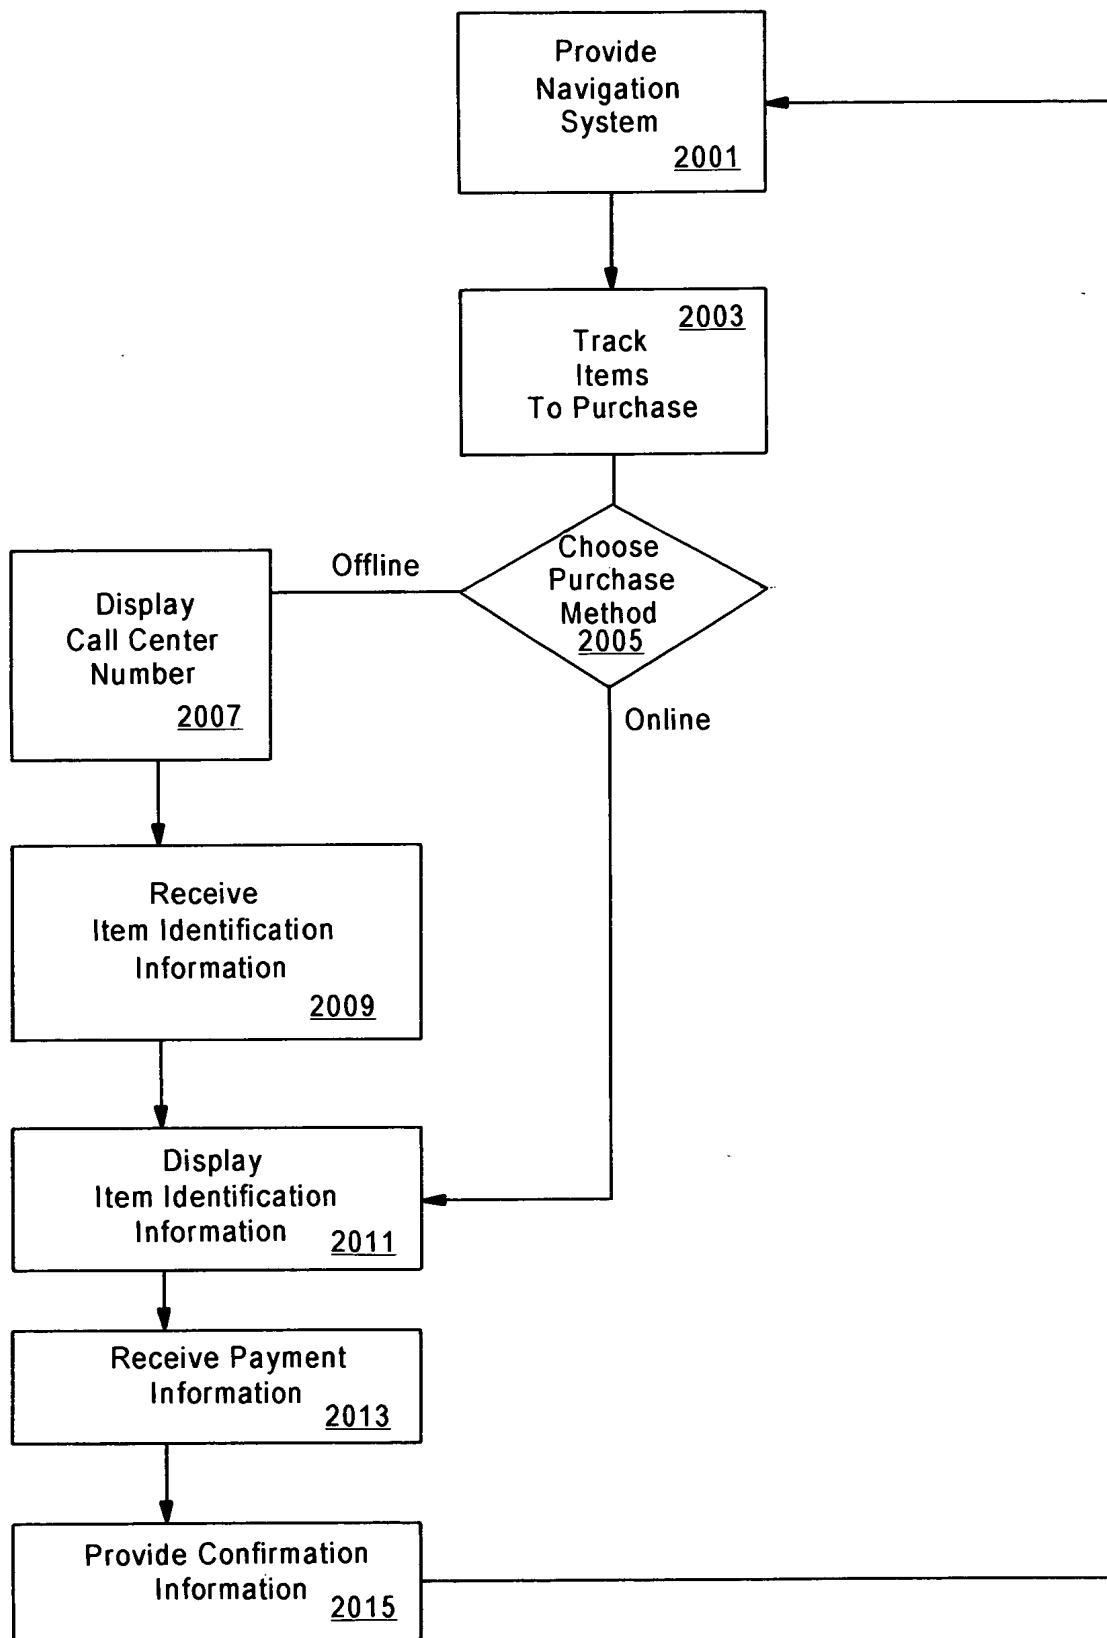 Provide
Navigation
System
2001
2003
Track
Items
To Purchase
Choose
Purchase
Method
2005
Offline
Online
Display
Call Center
Number
2007
Receive
Item Identification
Information
2009
Display
Item Identification
Information
2011
Receive Payment
Information
2013
Provide Confirmation
Information
2015